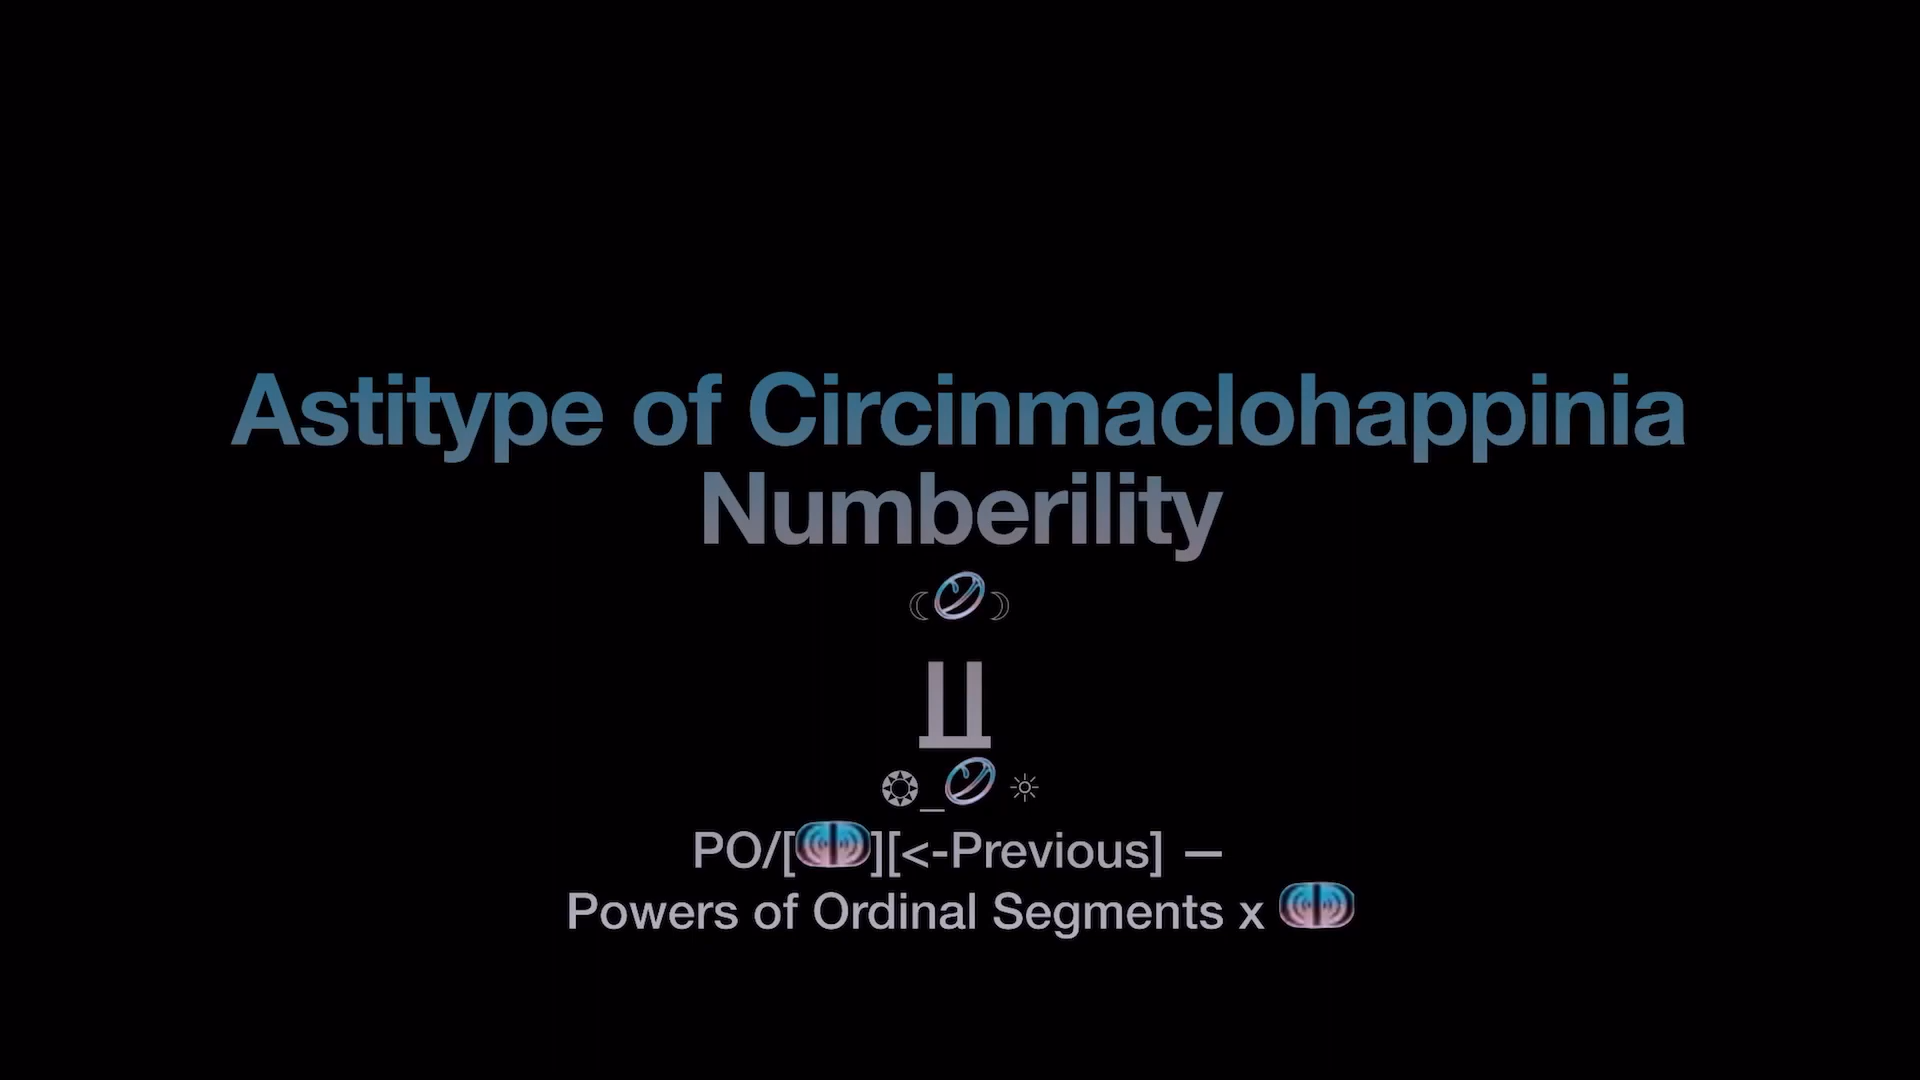 Astitype of Circinmaclohappinia
Numberility
☾ ☽
❂_ ☼
PO/[][<-Previous] —
Powers of Ordinal Segments x